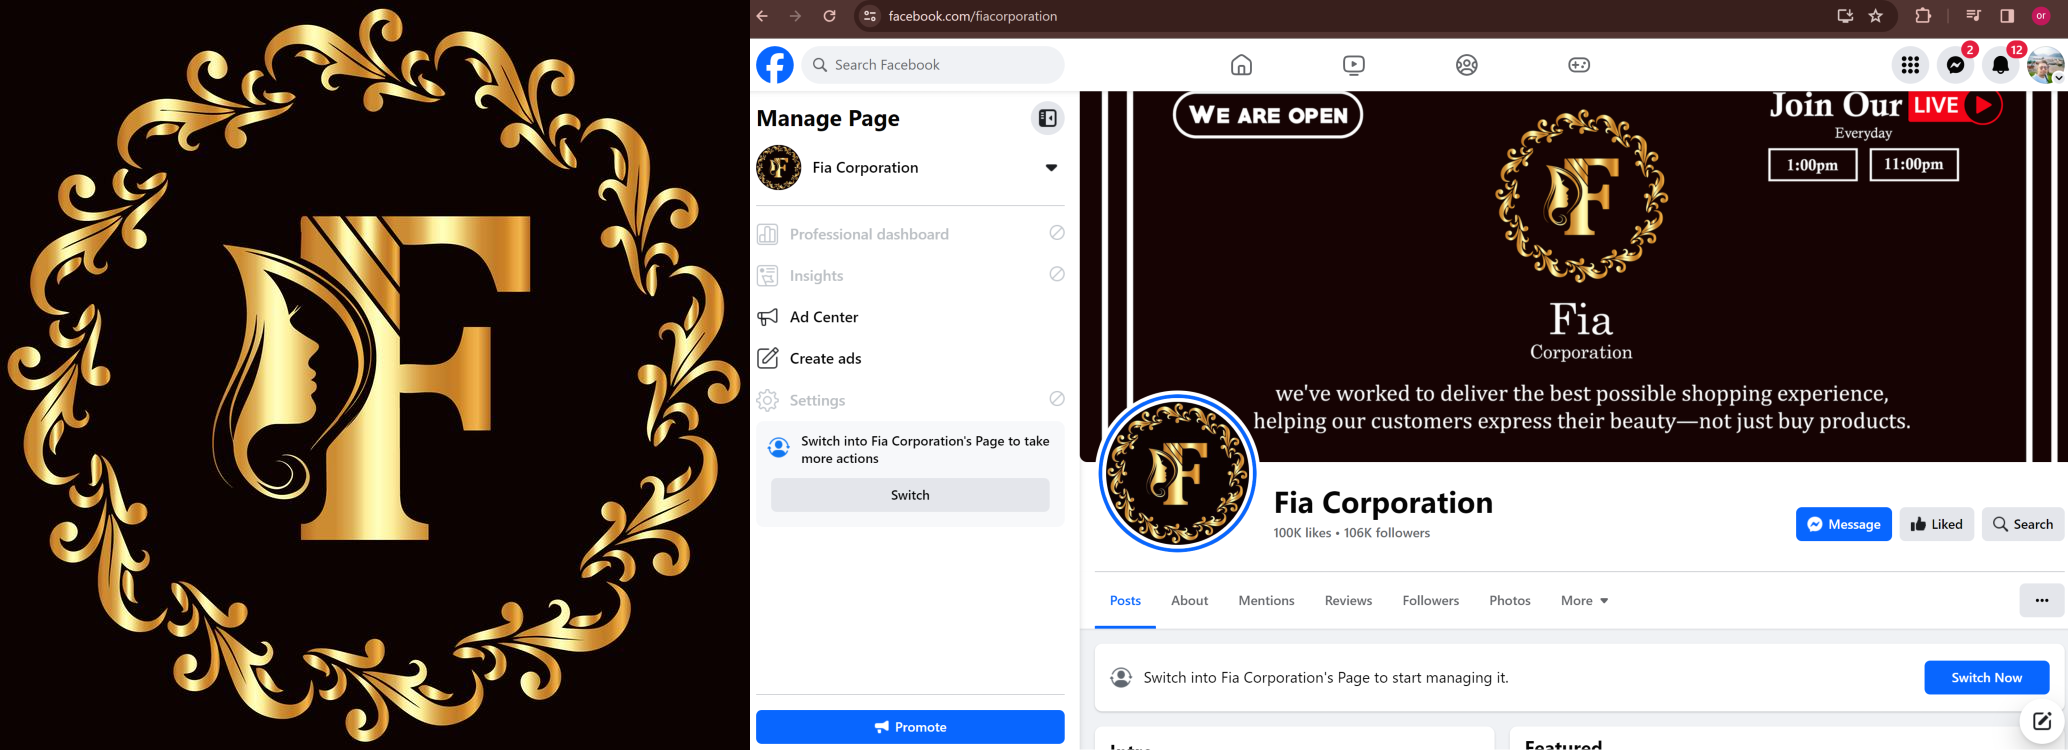 F
facebook.com/fiacorporation
or
Search Facebook
2
12
Manage Page
Fia Corporation
Professional dashboard
Insights
Ad Center
Create ads
Settings
Switch into Fia Corporation's Page to take
more actions
Switch
Promote
WE ARE OPEN
Join Our LIVE
Everyday
1:00pm 11:00pm
F
Fia
Corporation
we've worked to deliver the best possible shopping experience,
helping our customers express their beauty—not just buy products.
F
Fia Corporation
100K likes • 106K followers
Message
Liked
Search
Posts
About
Mentions
Reviews
Followers
Photos
More
Switch into Fia Corporation's Page to start managing it.
Switch Now
Featured